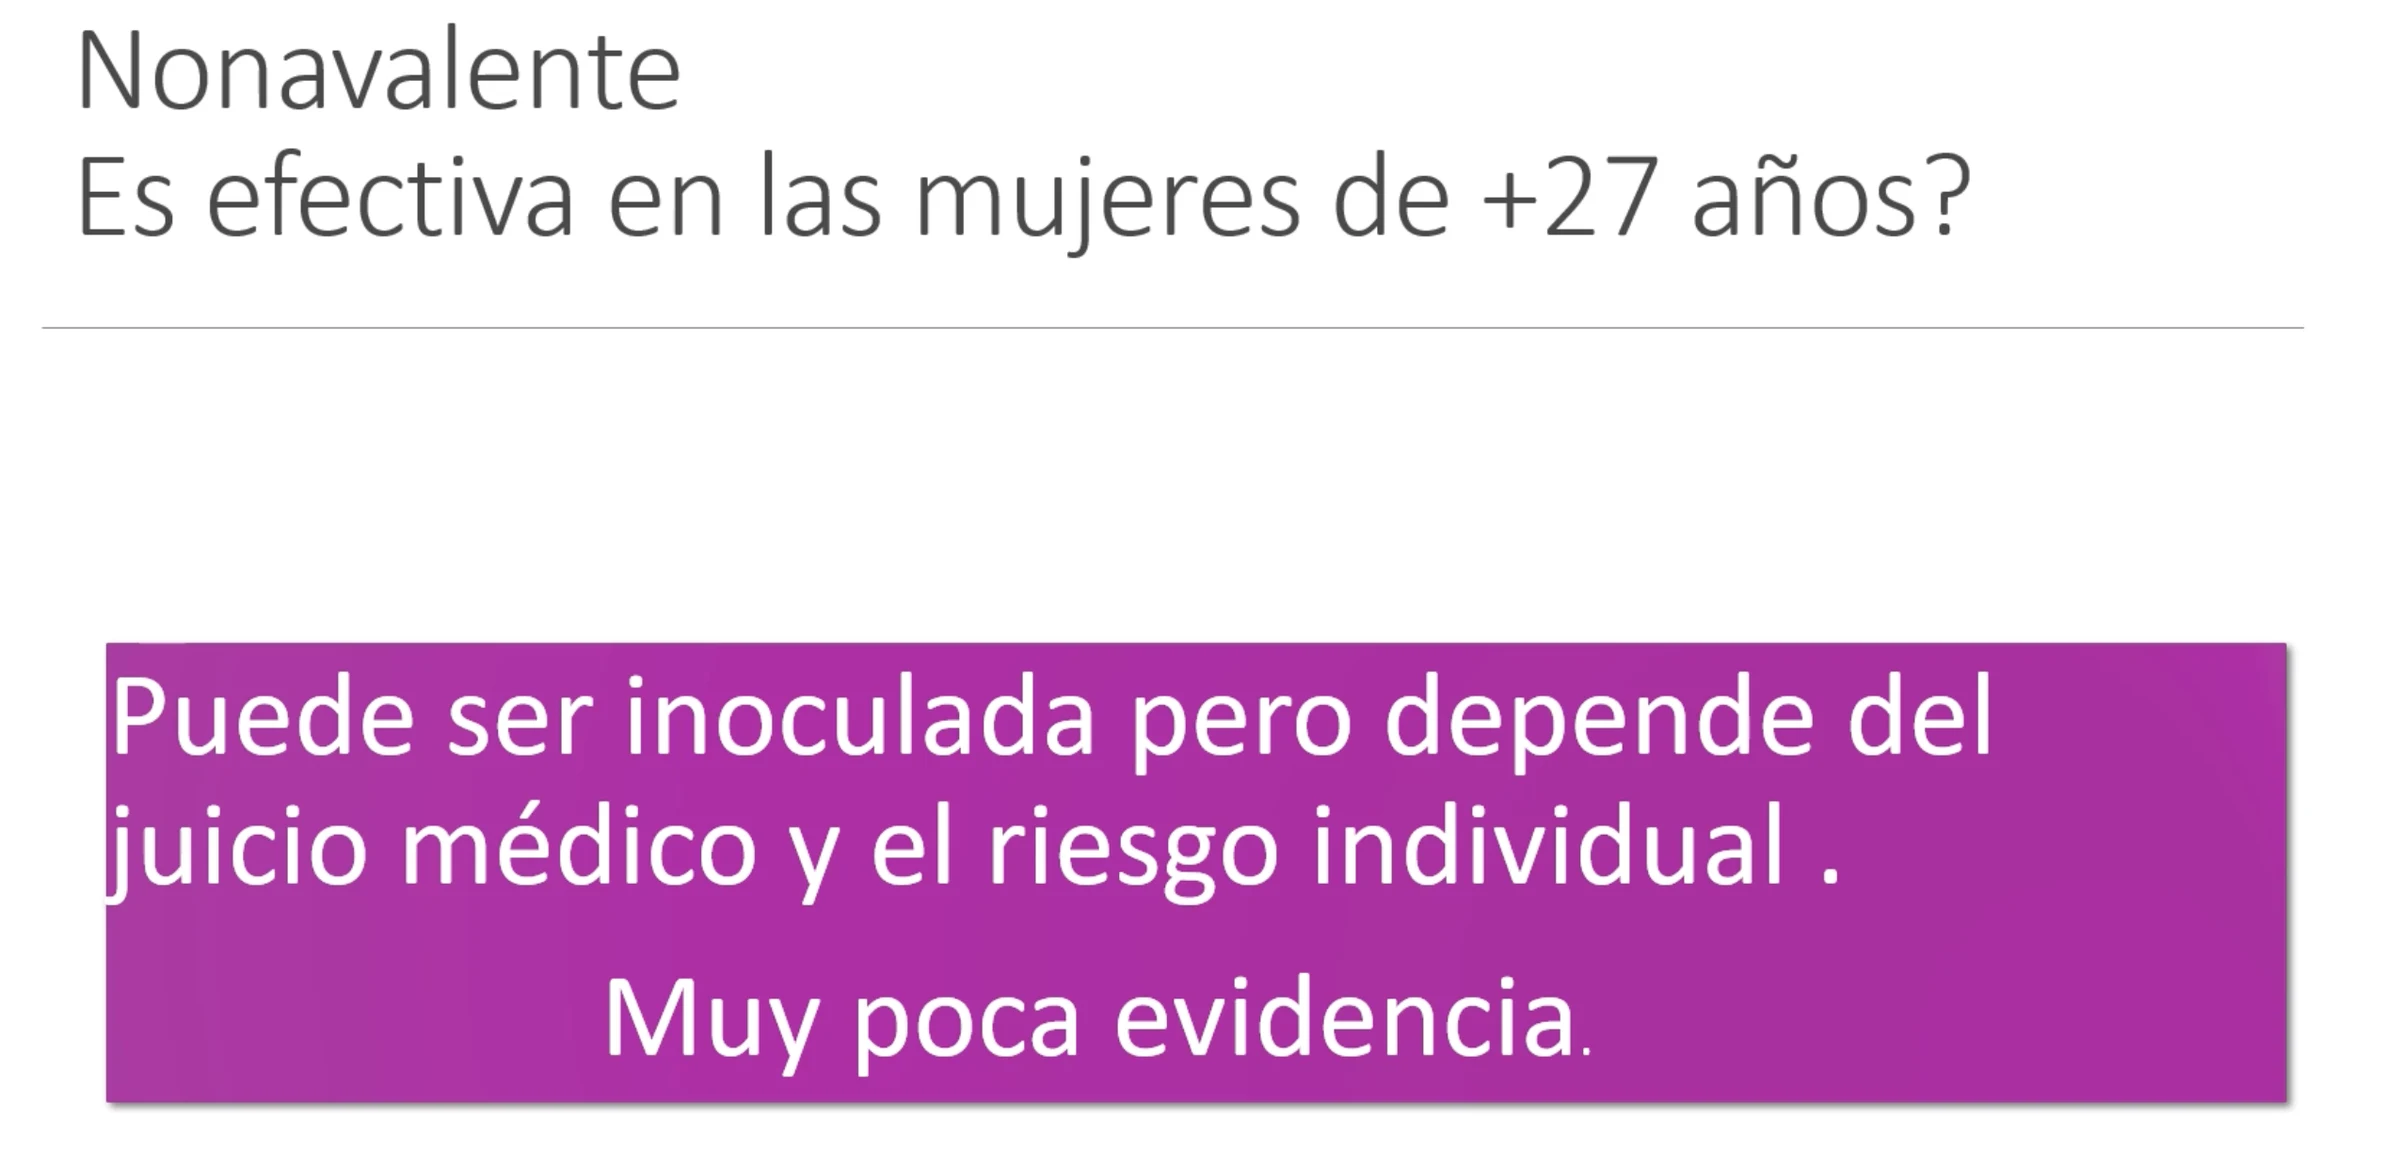 Nonavalente
Es efectiva en las mujeres de +27 años?
Puede ser inoculada pero depende del
juicio médico y el riesgo individual .
Muy poca evidencia.